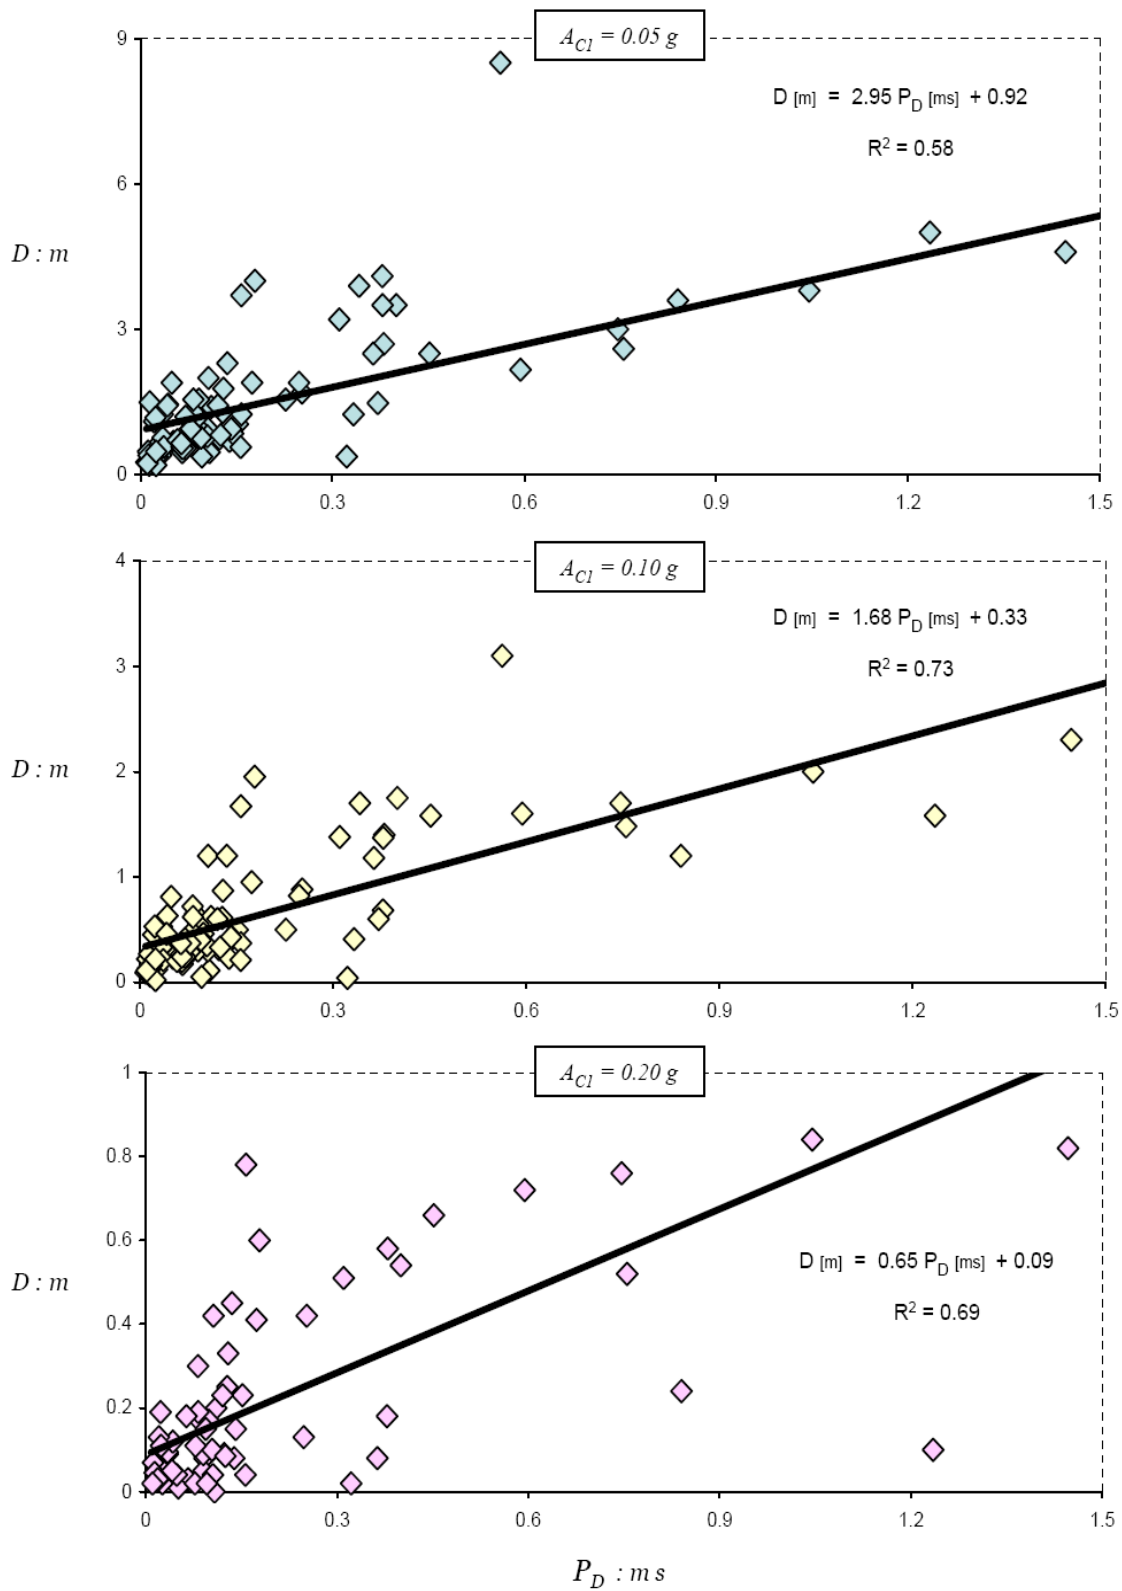 A_C1 = 0.05 g
9
D [m] = 2.95 P_D [ms] + 0.92
R² = 0.58
6
D : m
3
0
0 0.3 0.6 0.9 1.2 1.5
A_C1 = 0.10 g
4
D [m] = 1.68 P_D [ms] + 0.33
R² = 0.73
3
D : m
2
1
0
0 0.3 0.6 0.9 1.2 1.5
A_C1 = 0.20 g
1
0.8
0.6
D [m] = 0.65 P_D [ms] + 0.09
D : m
R² = 0.69
0.4
0.2
0
0 0.3 0.6 0.9 1.2 1.5
P_D : m s